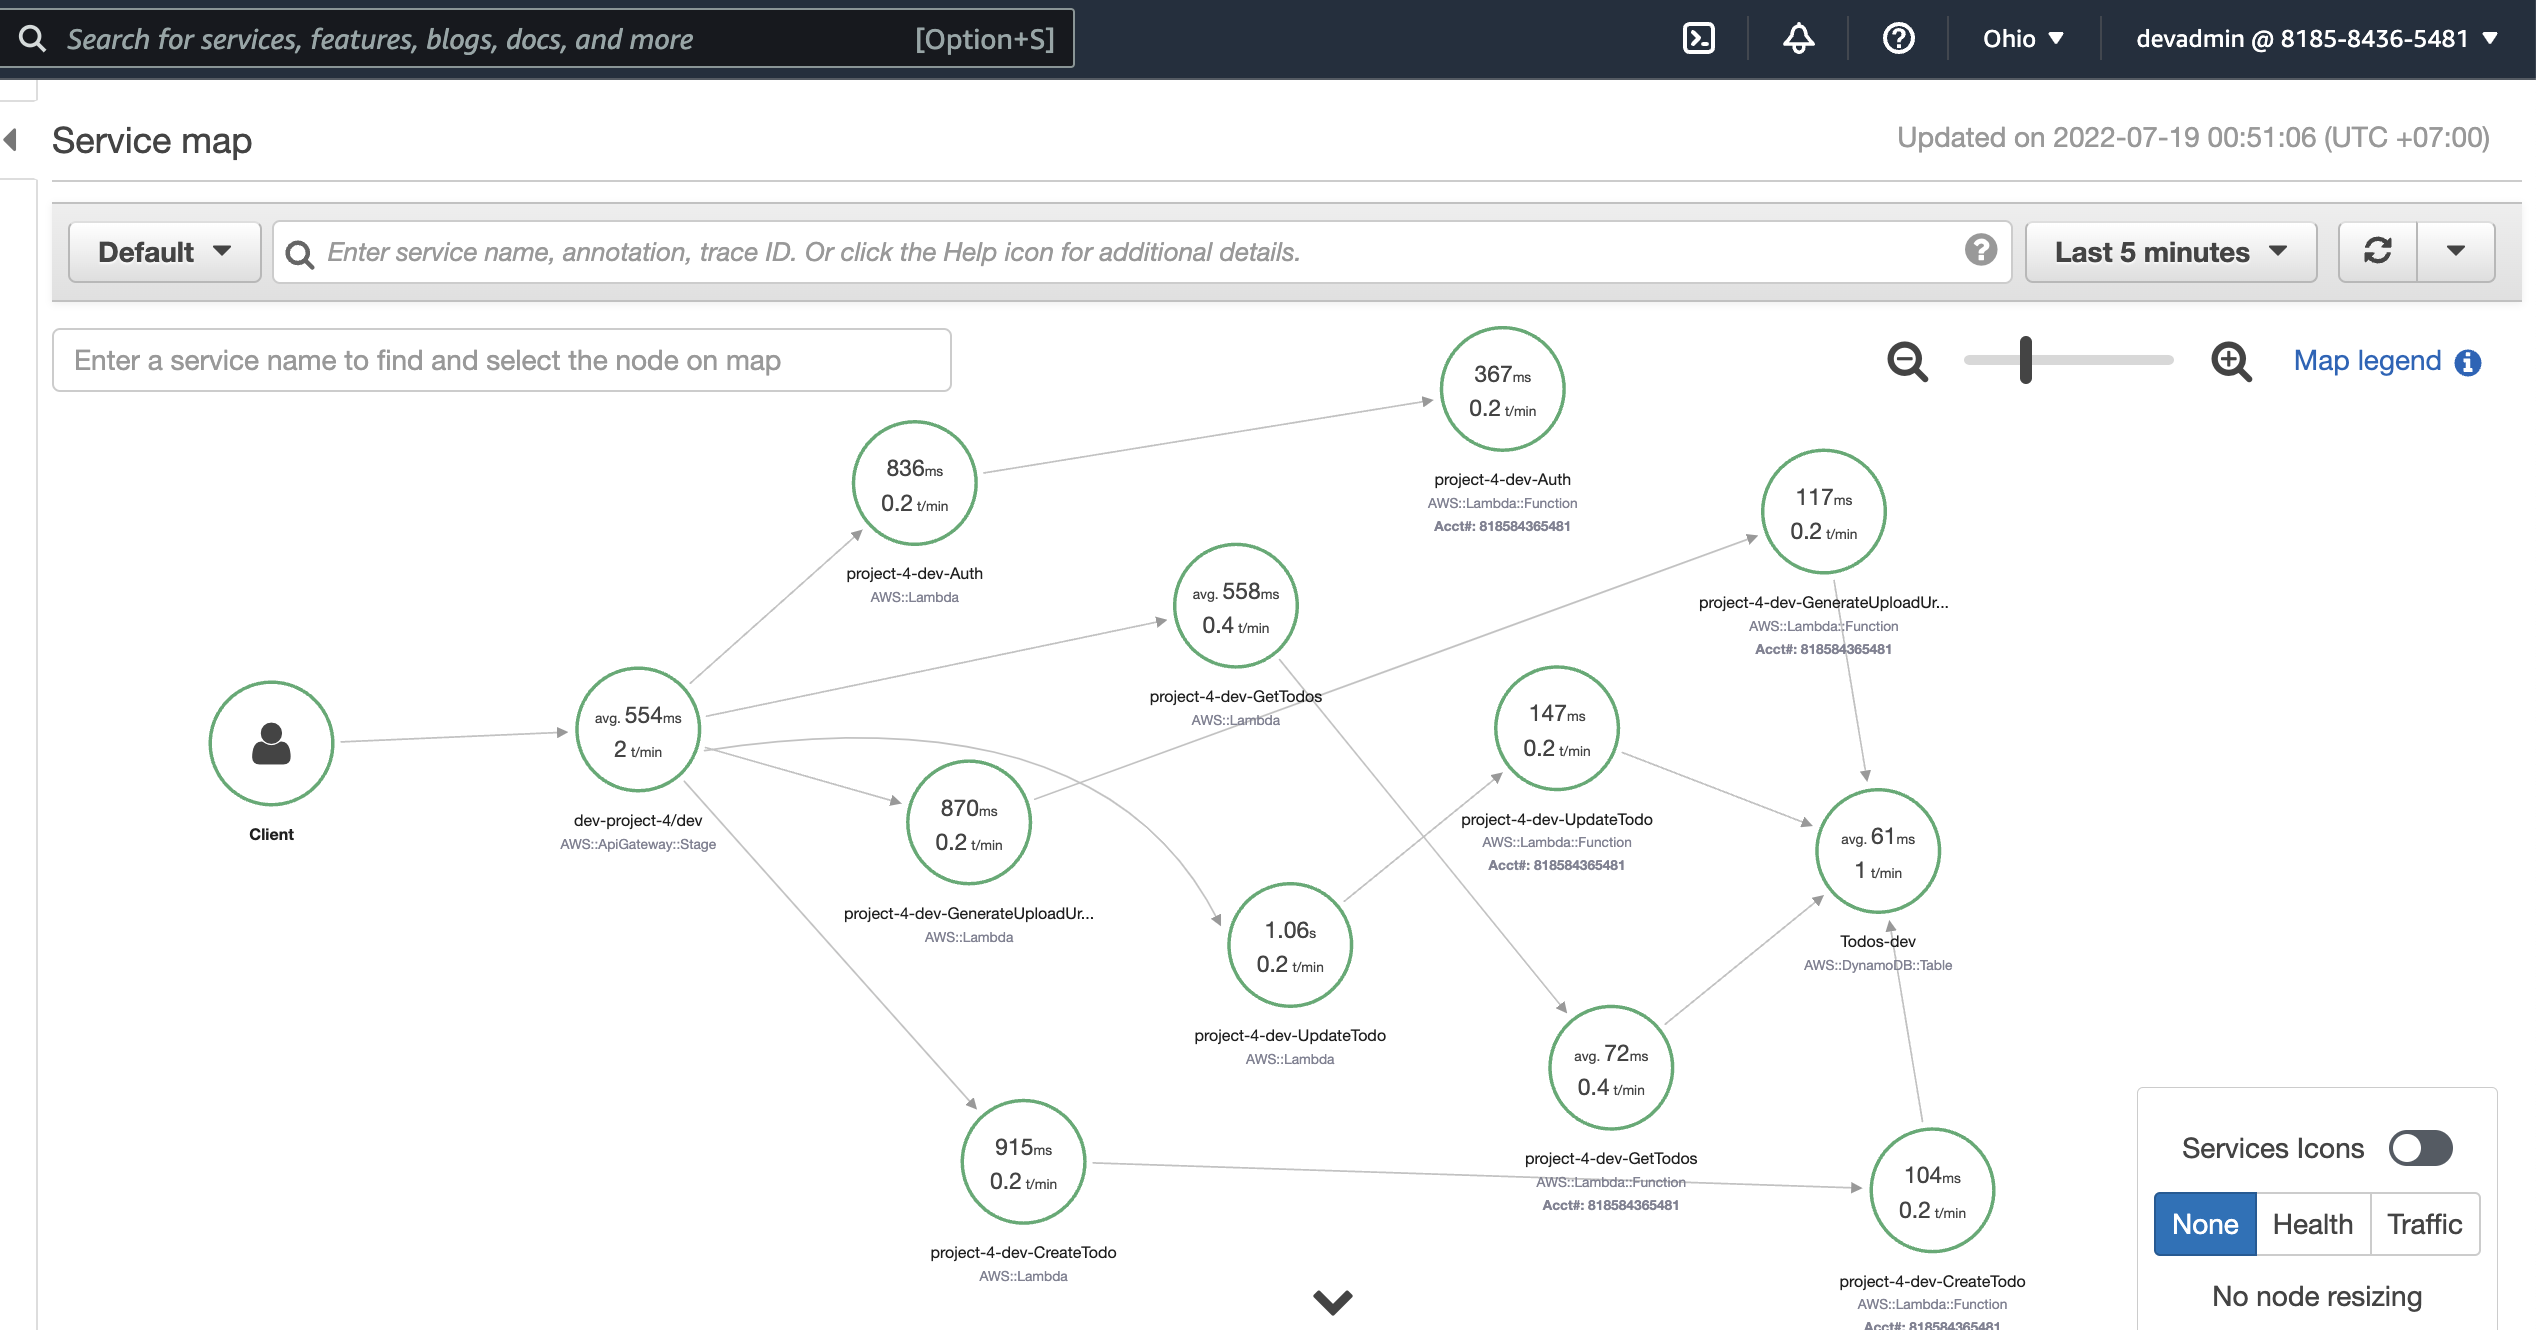 Search for services, features, blogs, docs, and more [Option+S]
Ohio ▼
devadmin @ 8185-8436-5481 ▼
Service map
Updated on 2022-07-19 00:51:06 (UTC +07:00)
Default
Enter service name, annotation, trace ID. Or click the Help icon for additional details.
Last 5 minutes
Enter a service name to find and select the node on map
Map legend
367ms
0.2 t/min
project-4-dev-Auth
AWS::Lambda::Function
Acct#: 818584365481
836ms
0.2 t/min
project-4-dev-Auth
AWS::Lambda
117ms
0.2 t/min
project-4-dev-GenerateUploadUr...
AWS::Lambda::Function
Acct#: 818584365481
avg. 558ms
0.4 t/min
project-4-dev-GetTodos
AWS::Lambda
Client
avg. 554ms
2 t/min
dev-project-4/dev
AWS::ApiGateway::Stage
147ms
0.2 t/min
project-4-dev-UpdateTodo
AWS::Lambda::Function
Acct#: 818584365481
870ms
0.2 t/min
project-4-dev-GenerateUploadUr...
AWS::Lambda
avg. 61ms
1 t/min
Todos-dev
AWS::DynamoDB::Table
1.06s
0.2 t/min
project-4-dev-UpdateTodo
AWS::Lambda
avg. 72ms
0.4 t/min
project-4-dev-GetTodos
AWS::Lambda::Function
Acct#: 818584365481
915ms
0.2 t/min
project-4-dev-CreateTodo
AWS::Lambda
104ms
0.2 t/min
project-4-dev-CreateTodo
AWS::Lambda::Function
Acct#: 818584365481
Services Icons
None Health Traffic
No node resizing